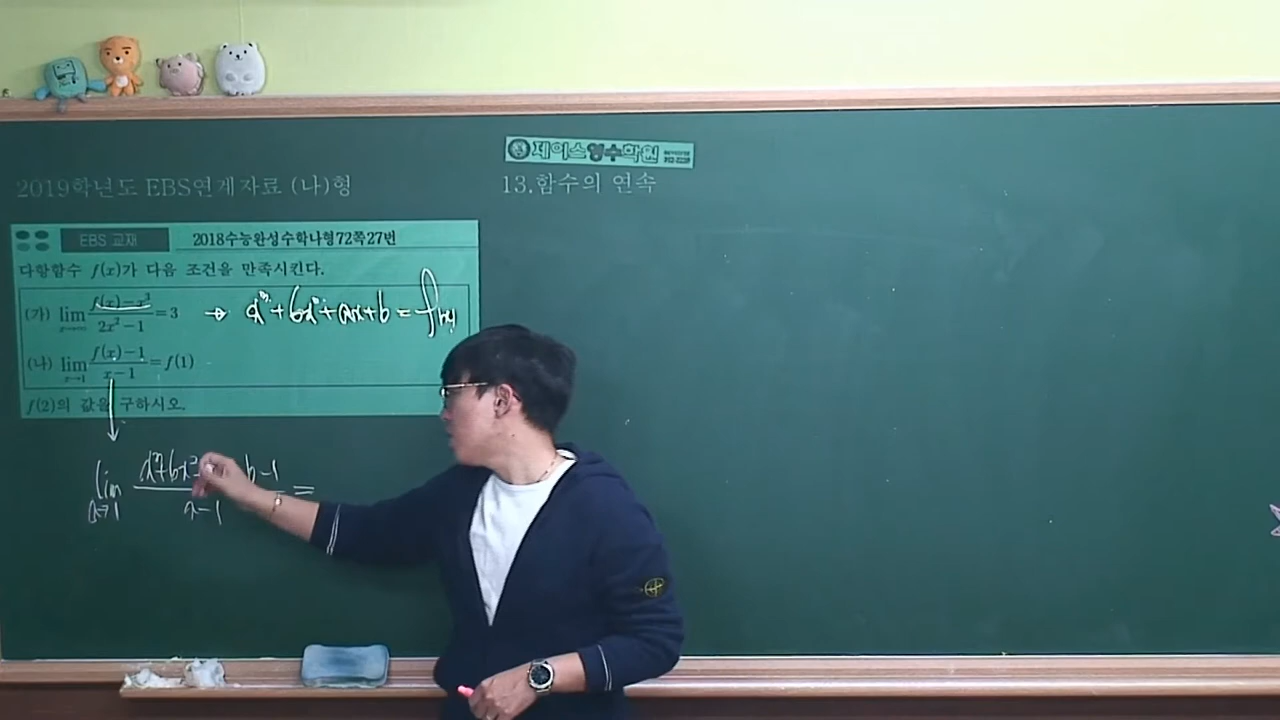 제이스영수학원
2019학년도 EBS연계자료 (나)형
13.함수의 연속
EBS 교재 2018수능완성수학나형72쪽27번
다항함수 f(x)가 다음 조건을 만족시킨다.
(가) lim x→∞ (f(x)-x³)/(2x²-1) = 3 → x³+6x²+ax+b=f(x)
(나) lim x→1 (f(x)-1)/(x-1) = f(1)
f(2)의 값을 구하시오.
lim x→1 (x³+6x²+ b-1)/(x-1) =